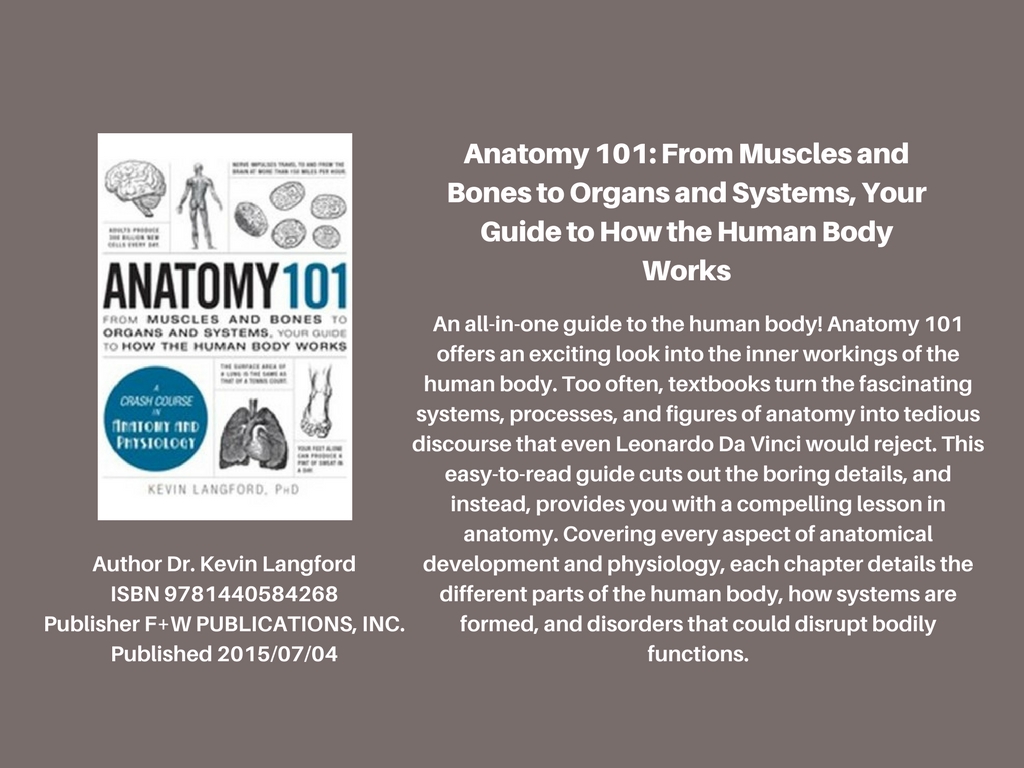 NERVE IMPULSES TRAVEL TO AND FROM THE
BRAIN AT MORE THAN 150 MILES PER HOUR.
ADULTS PRODUCE
300 BILLION NEW
CELLS EVERY DAY.
ANATOMY101
FROM MUSCLES AND BONES TO
ORGANS AND SYSTEMS, YOUR GUIDE
TO HOW THE HUMAN BODY WORKS
A
CRASH COURSE
IN
ANATOMY AND
PHYSIOLOGY
THE SURFACE AREA OF
A LUNG IS THE SAME AS
THAT OF A TENNIS COURT.
YOUR FEET ALONE
CAN PRODUCE A
PINT OF SWEAT IN
A DAY.
KEVIN LANGFORD, PHD
Author Dr. Kevin Langford
ISBN 9781440584268
Publisher F+W PUBLICATIONS, INC.
Published 2015/07/04
Anatomy 101: From Muscles and
Bones to Organs and Systems, Your
Guide to How the Human Body
Works
An all-in-one guide to the human body! Anatomy 101
offers an exciting look into the inner workings of the
human body. Too often, textbooks turn the fascinating
systems, processes, and figures of anatomy into tedious
discourse that even Leonardo Da Vinci would reject. This
easy-to-read guide cuts out the boring details, and
instead, provides you with a compelling lesson in
anatomy. Covering every aspect of anatomical
development and physiology, each chapter details the
different parts of the human body, how systems are
formed, and disorders that could disrupt bodily
functions.